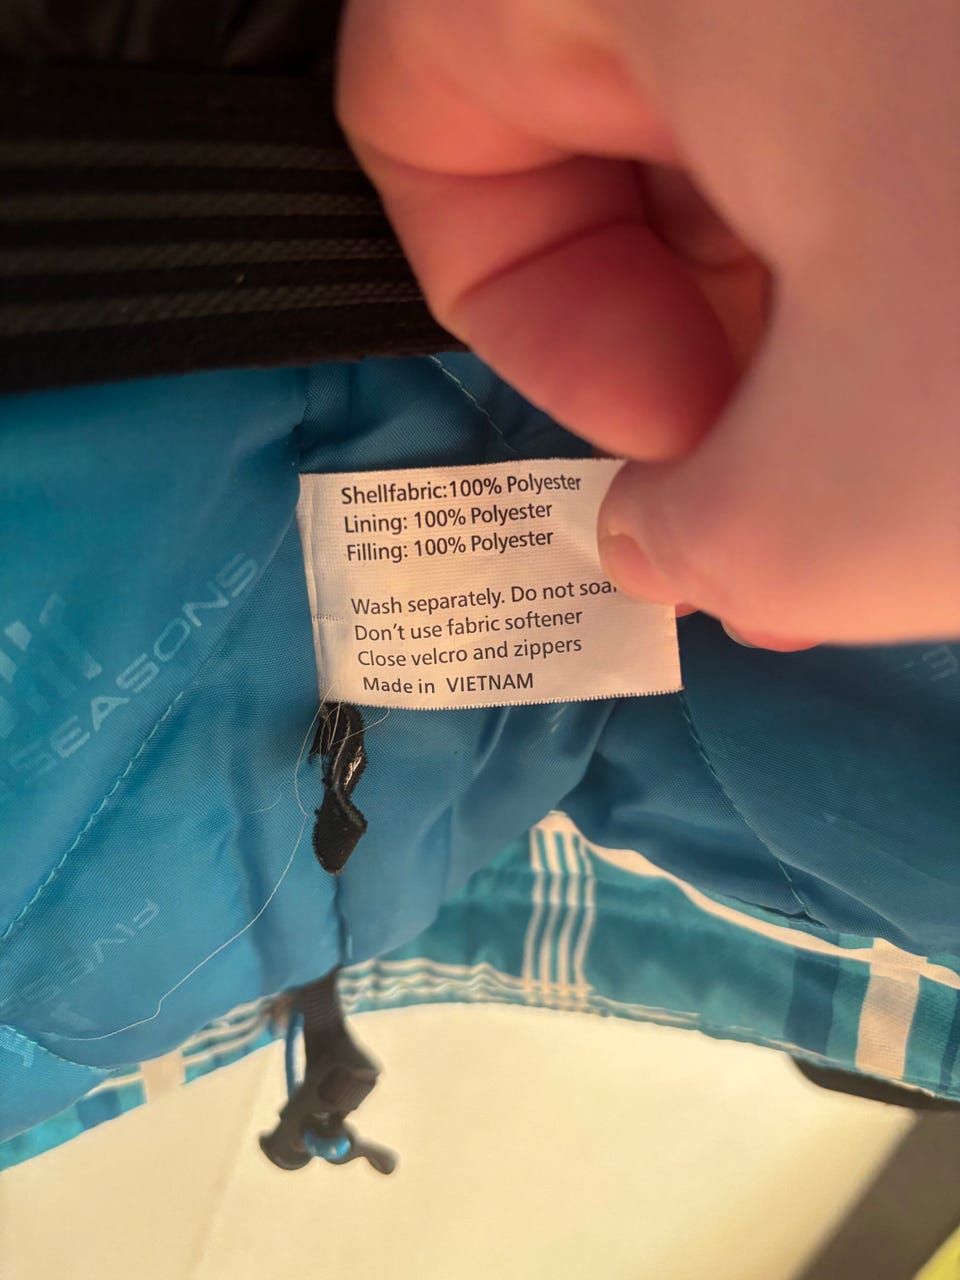 Shellfabric:100% Polyester
Lining: 100% Polyester
Filling: 100% Polyester
Wash separately. Do not
Don't use fabric softener
Close velcro and zippers
Made in VIETNAM
SEASONS